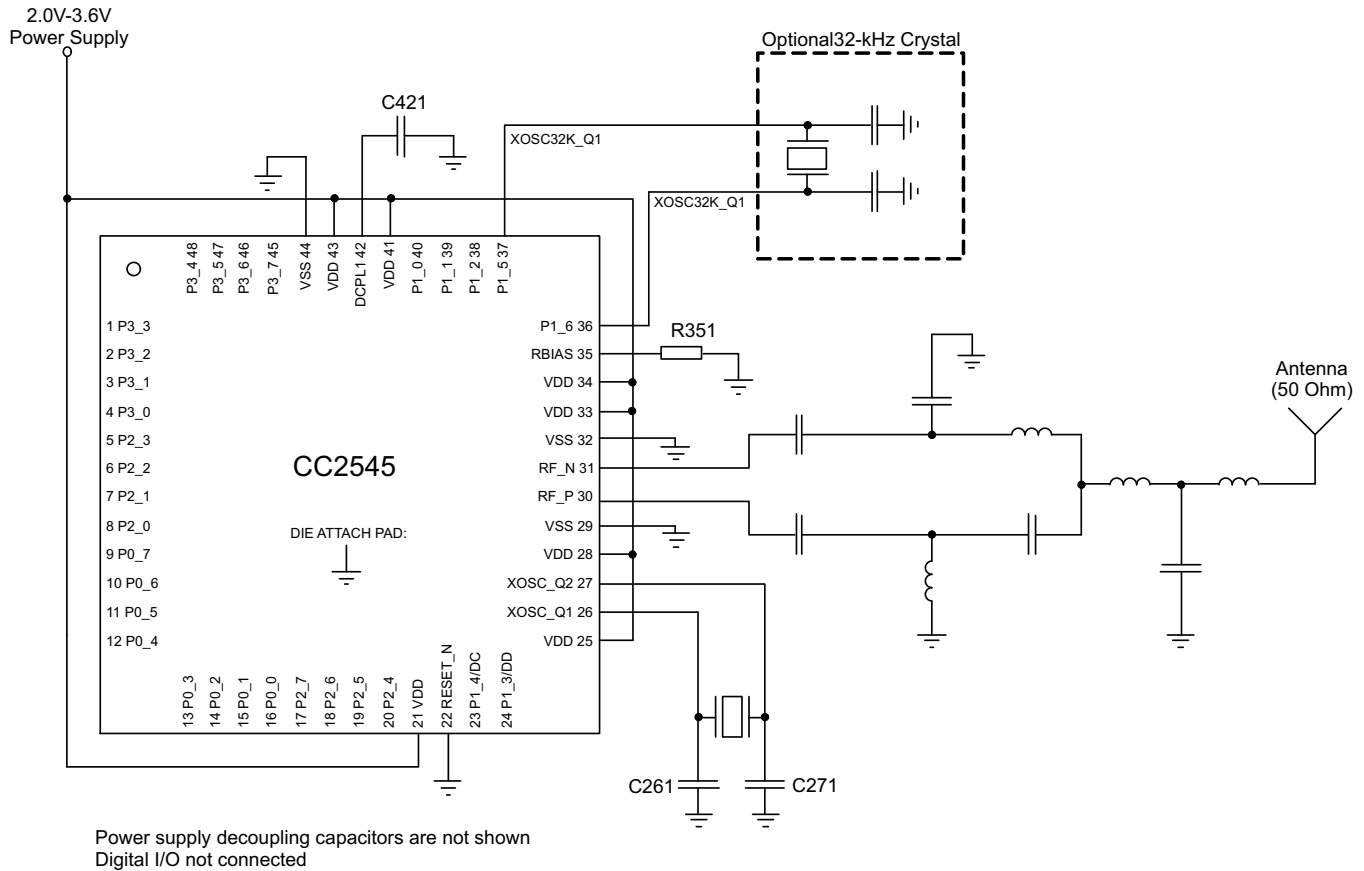 2.0V-3.6V
Power Supply
Optional32-kHz Crystal
C421
XOSC32K_Q1
XOSC32K_Q1
P3_4 48
P3_5 47
P3_6 46
P3_7 45
VSS 44
VDD 43
DCPL1 42
VDD 41
P1_0 40
P1_1 39
P1_2 38
P1_5 37
1 P3_3
2 P3_2
3 P3_1
4 P3_0
5 P2_3
6 P2_2
7 P2_1
8 P2_0
9 P0_7
10 P0_6
11 P0_5
12 P0_4
CC2545
DIE ATTACH PAD:
P1_6 36
RBIAS 35
VDD 34
VDD 33
VSS 32
RF_N 31
RF_P 30
VSS 29
VDD 28
XOSC_Q2 27
XOSC_Q1 26
VDD 25
R351
Antenna
(50 Ohm)
13 P0_3
14 P0_2
15 P0_1
16 P0_0
17 P2_7
18 P2_6
19 P2_5
20 P2_4
21 VDD
22 RESET_N
23 P1_4/DC
24 P1_3/DD
C261
C271
Power supply decoupling capacitors are not shown
Digital I/O not connected